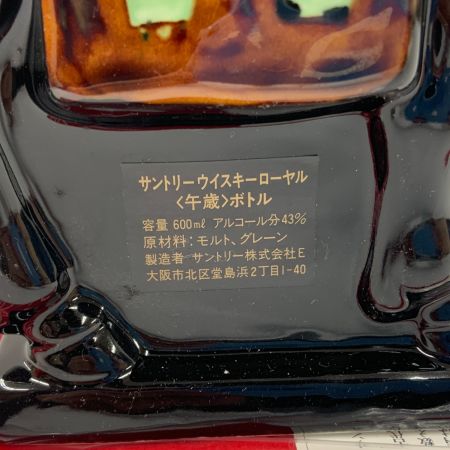 サントリーウイスキーローヤル
〈午歳〉ボトル
容量 600ml アルコール分43%
原材料：モルト、グレーン
製造者 サントリー株式会社E
大阪市北区堂島浜2丁目1-40